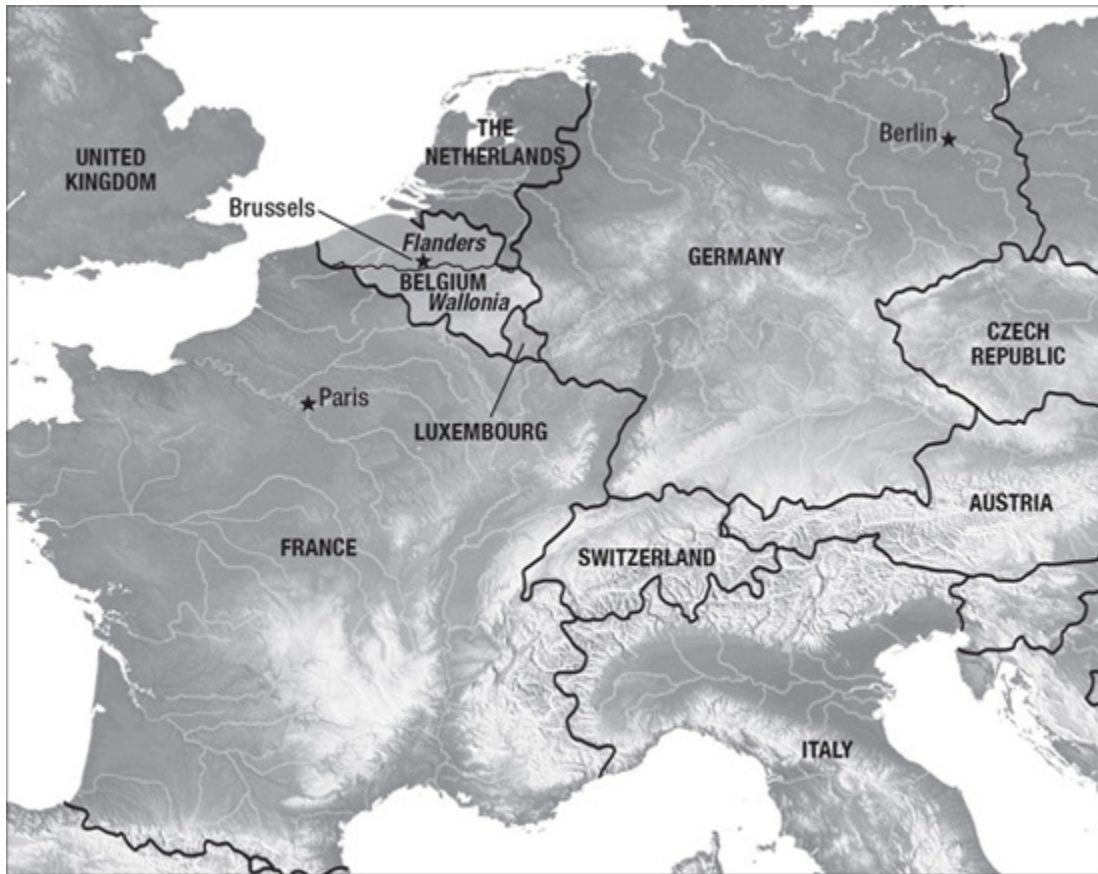 THE
NETHERLANDS
Berlin
UNITED
KINGDOM
Brussels
Flanders
GERMANY
BELGIUM
Wallonia
CZECH
REPUBLIC
Paris
LUXEMBOURG
AUSTRIA
FRANCE
SWITZERLAND
ITALY